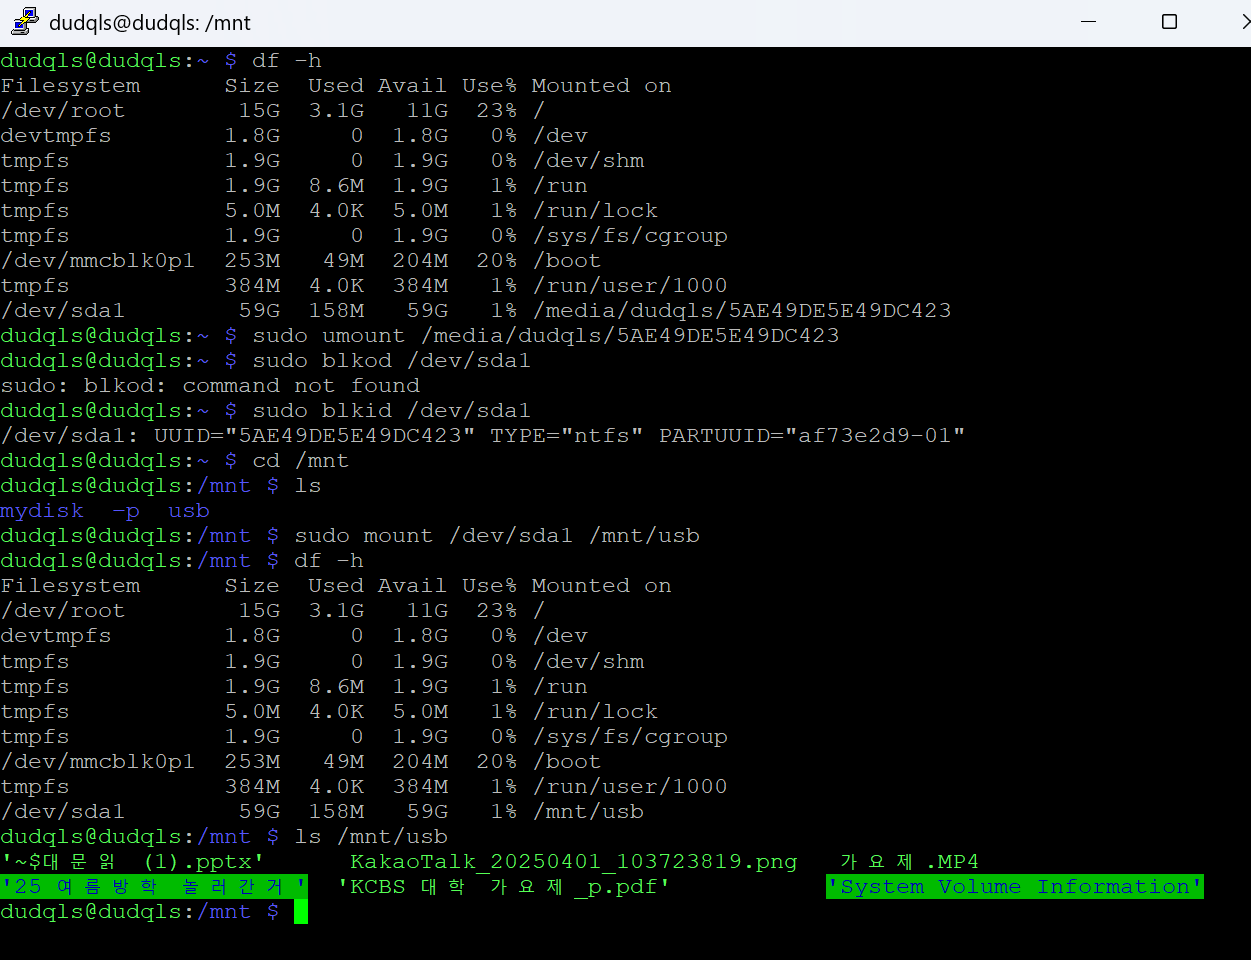 dudqls@dudqls: /mnt
dudqls@dudqls:~ $ df -h
Filesystem      Size  Used Avail Use% Mounted on
/dev/root        15G  3.1G   11G  23% /
devtmpfs        1.8G     0  1.8G   0% /dev
tmpfs           1.9G     0  1.9G   0% /dev/shm
tmpfs           1.9G  8.6M  1.9G   1% /run
tmpfs           5.0M  4.0K  5.0M   1% /run/lock
tmpfs           1.9G     0  1.9G   0% /sys/fs/cgroup
/dev/mmcblk0p1  253M   49M  204M  20% /boot
tmpfs           384M  4.0K  384M   1% /run/user/1000
/dev/sda1        59G  158M   59G   1% /media/dudqls/5AE49DE5E49DC423
dudqls@dudqls:~ $ sudo umount /media/dudqls/5AE49DE5E49DC423
dudqls@dudqls:~ $ sudo blkod /dev/sda1
sudo: blkod: command not found
dudqls@dudqls:~ $ sudo blkid /dev/sda1
/dev/sda1: UUID="5AE49DE5E49DC423" TYPE="ntfs" PARTUUID="af73e2d9-01"
dudqls@dudqls:~ $ cd /mnt
dudqls@dudqls:/mnt $ ls
mydisk  -p  usb
dudqls@dudqls:/mnt $ sudo mount /dev/sda1 /mnt/usb
dudqls@dudqls:/mnt $ df -h
Filesystem      Size  Used Avail Use% Mounted on
/dev/root        15G  3.1G   11G  23% /
devtmpfs        1.8G     0  1.8G   0% /dev
tmpfs           1.9G     0  1.9G   0% /dev/shm
tmpfs           1.9G  8.6M  1.9G   1% /run
tmpfs           5.0M  4.0K  5.0M   1% /run/lock
tmpfs           1.9G     0  1.9G   0% /sys/fs/cgroup
/dev/mmcblk0p1  253M   49M  204M  20% /boot
tmpfs           384M  4.0K  384M   1% /run/user/1000
/dev/sda1        59G  158M   59G   1% /mnt/usb
dudqls@dudqls:/mnt $ ls /mnt/usb
'~$대문읽 (1).pptx'   KakaoTalk_20250401_103723819.png   가요제.MP4
'25 여름방학 놀러간거'   'KCBS 대학 가요제_p.pdf'   'System Volume Information'
dudqls@dudqls:/mnt $